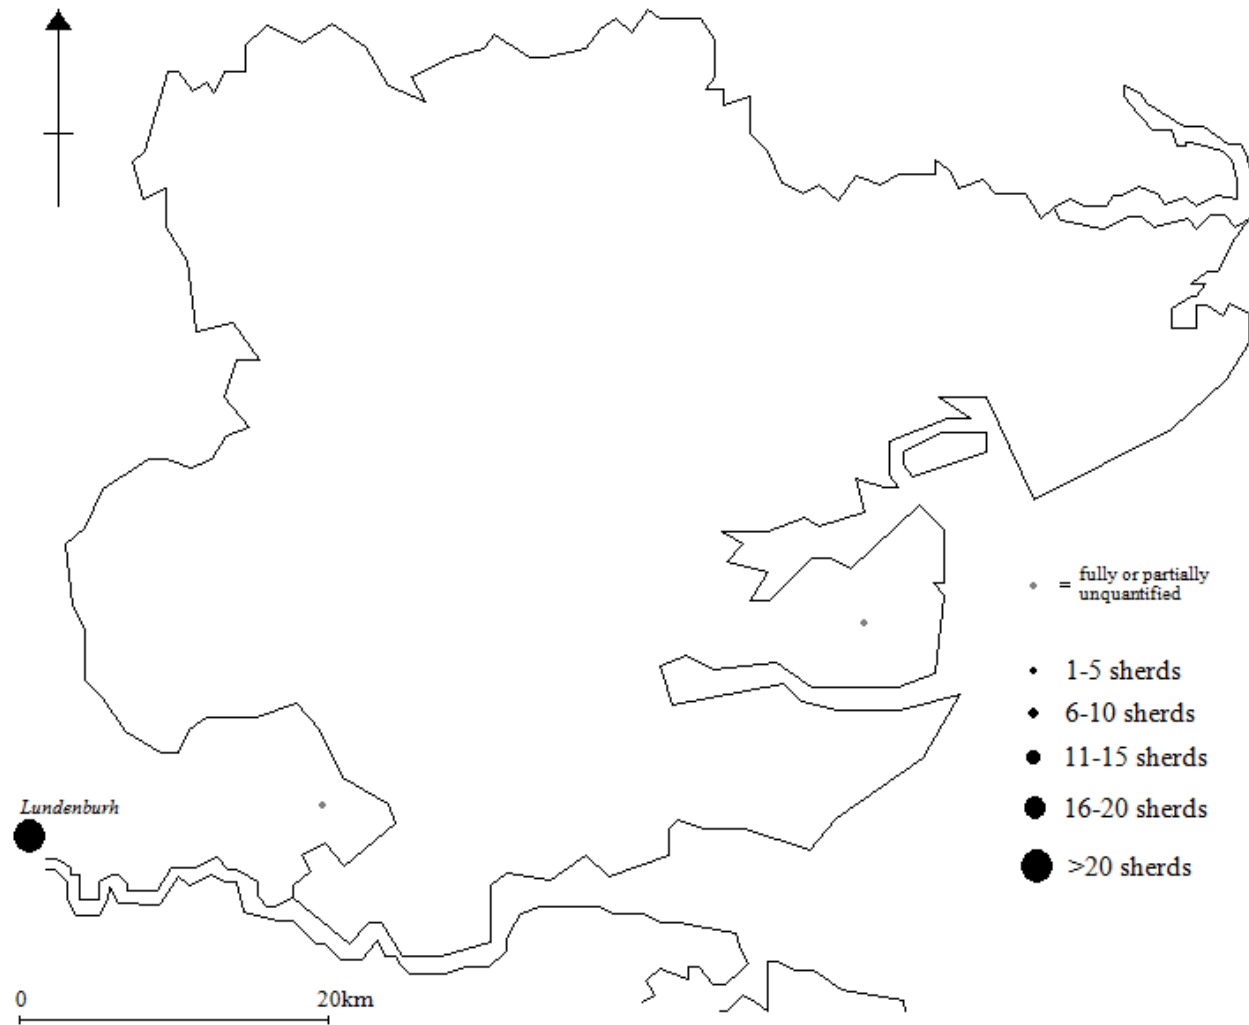 = fully or partially
unquantified
1-5 sherds
6-10 sherds
11-15 sherds
Lundenburh
16-20 sherds
>20 sherds
0 20km